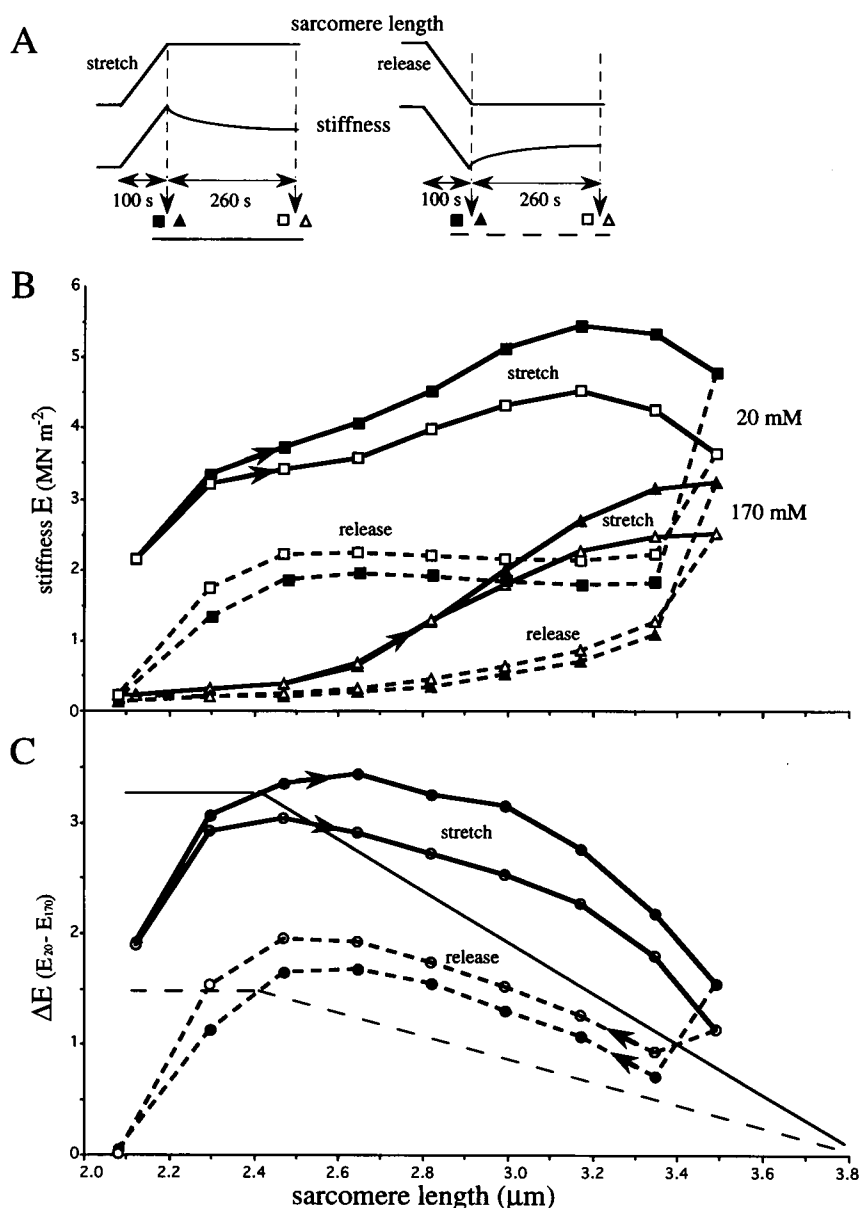 A
sarcomere length
stretch
release
stiffness
100 s
260 s
100 s
260 s
B
6
5
4
3
2
1
0
stiffness E (MN m⁻²)
stretch
20 mM
stretch
170 mM
release
release
C
3
2
1
0
ΔE (E₂₀ - E₁₇₀)
stretch
release
2.0 2.2 2.4 2.6 2.8 3.0 3.2 3.4 3.6 3.8
sarcomere length (μm)